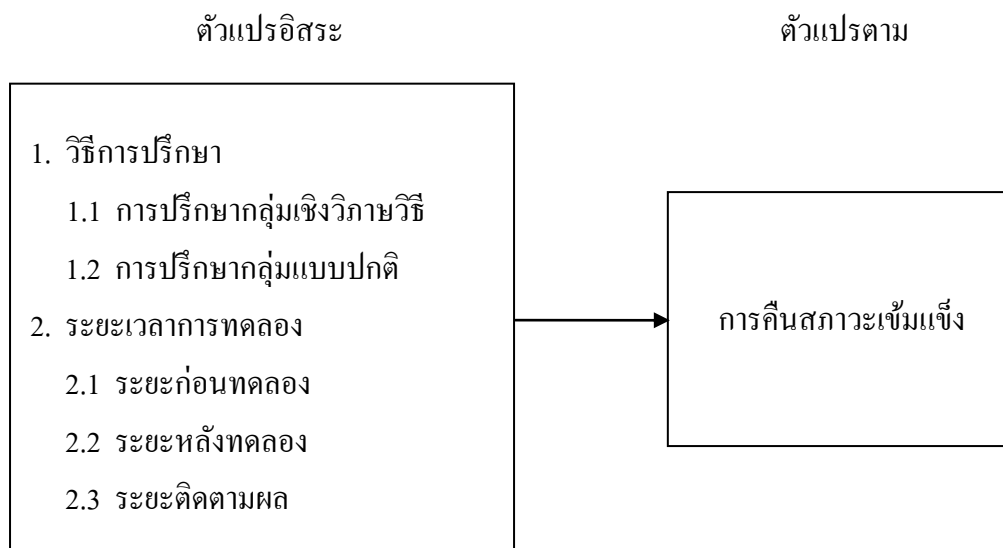 ตัวแปรอิสระ
ตัวแปรตาม
1. วิธีการปรึกษา
1.1 การปรึกษากลุ่มเชิงวิภาษวิธี
1.2 การปรึกษากลุ่มแบบปกติ
2. ระยะเวลาการทดลอง
2.1 ระยะก่อนทดลอง
2.2 ระยะหลังทดลอง
2.3 ระยะติดตามผล
การคืนสภาวะเข้มแข็ง